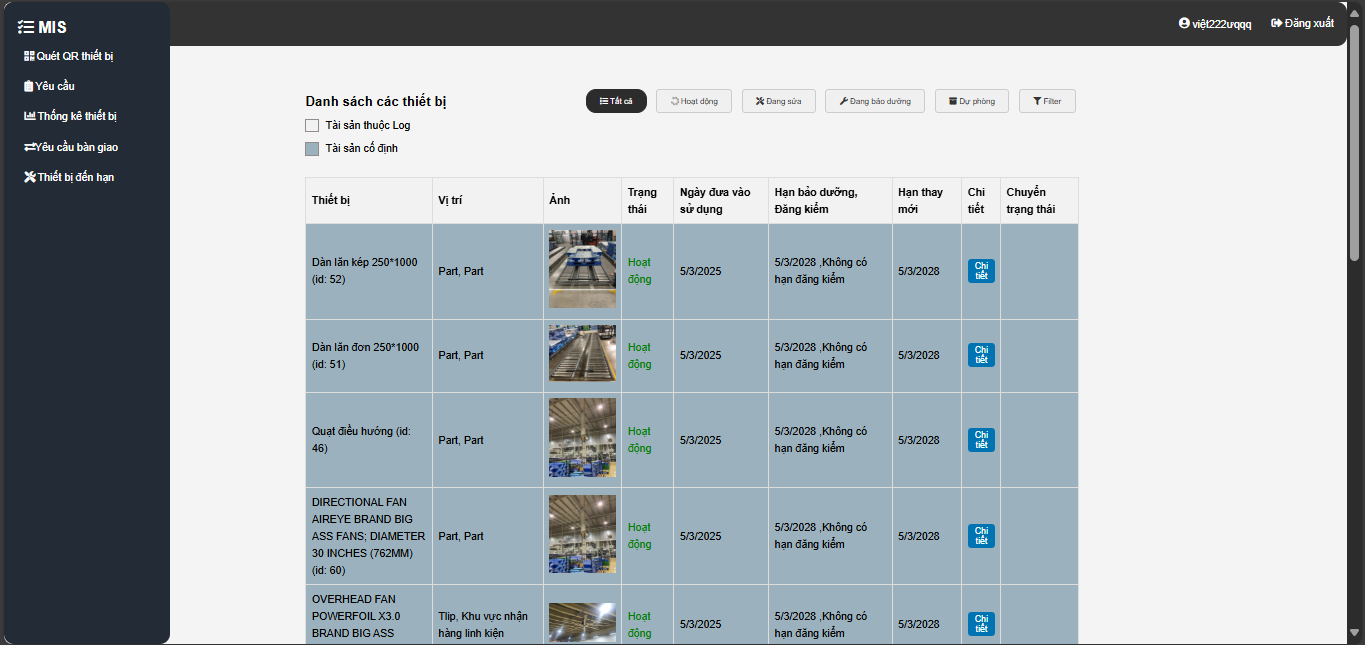 MIS
Quét QR thiết bị
Yêu cầu
Thống kê thiết bị
Yêu cầu bàn giao
Thiết bị đến hạn
việt222ưqqq
Đăng xuất
Danh sách các thiết bị
Tất cả
Hoạt động
Đang sửa
Đang bảo dưỡng
Dự phòng
Filter
Tài sản thuộc Log
Tài sản cố định
Thiết bị
Vị trí
Ảnh
Trạng
thái
Ngày đưa vào
sử dụng
Hạn bảo dưỡng,
Đăng kiểm
Hạn thay
mới
Chi
tiết
Chuyển
trạng thái
Dàn lăn kép 250*1000
(id: 52)
Part, Part
Hoạt
động
5/3/2025
5/3/2028 ,Không có
hạn đăng kiểm
5/3/2028
Chi
tiết
Dàn lăn đơn 250*1000
(id: 51)
Part, Part
Hoạt
động
5/3/2025
5/3/2028 ,Không có
hạn đăng kiểm
5/3/2028
Chi
tiết
Quạt điều hướng (id:
46)
Part, Part
Hoạt
động
5/3/2025
5/3/2028 ,Không có
hạn đăng kiểm
5/3/2028
Chi
tiết
DIRECTIONAL FAN
AIREYE BRAND BIG
ASS FANS; DIAMETER
30 INCHES (762MM)
(id: 60)
Part, Part
Hoạt
động
5/3/2025
5/3/2028 ,Không có
hạn đăng kiểm
5/3/2028
Chi
tiết
OVERHEAD FAN
POWERFOIL X3.0
BRAND BIG ASS
Tlip, Khu vực nhận
hàng linh kiện
Hoạt
động
5/3/2025
5/3/2028 ,Không có
hạn đăng kiểm
5/3/2028
Chi
tiết